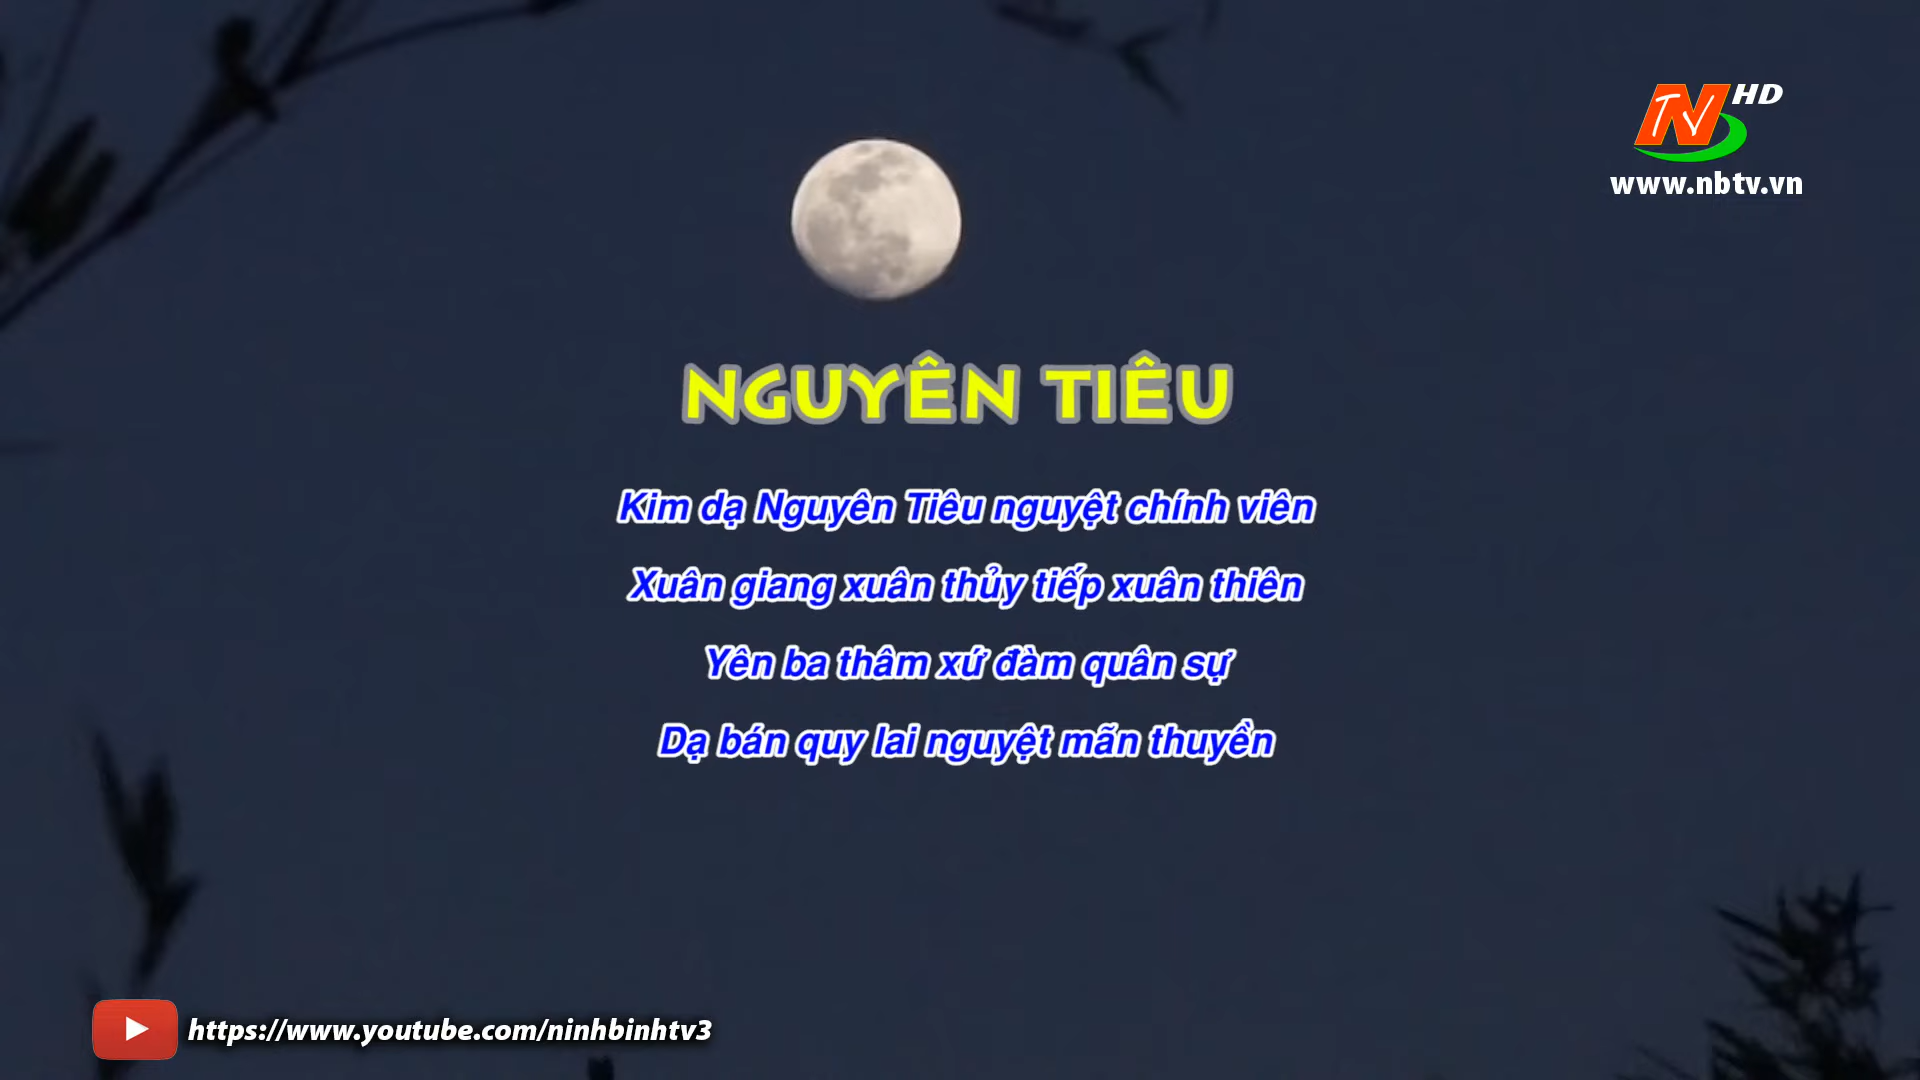 HD
TV
N
www.nbtv.vn
NGUYÊN TIÊU
Kim dạ Nguyên Tiêu nguyệt chính viên
Xuân giang xuân thủy tiếp xuân thiên
Yên ba thâm xứ đàm quân sự
Dạ bán quy lai nguyệt mãn thuyền
https://www.youtube.com/ninhbinhtv3